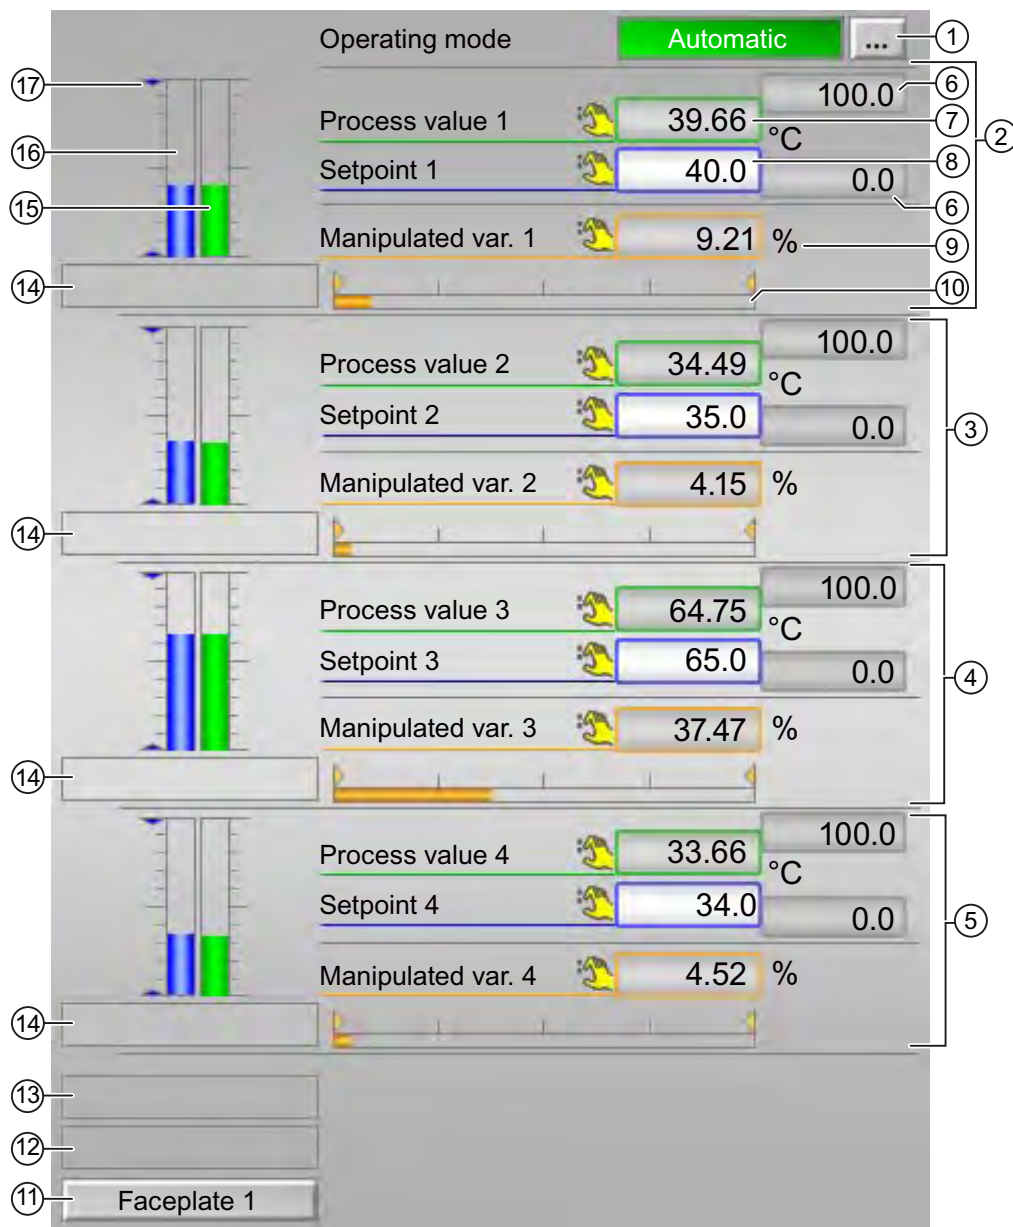 Operating mode Automatic ... 1
17 100.0 6
Process value 1 39.66 °C 7
2
16 Setpoint 1 40.0 8
15 0.0 6
Manipulated var. 1 9.21 % 9
14 10
100.0
Process value 2 34.49 °C
Setpoint 2 35.0 0.0 3
Manipulated var. 2 4.15 %
14
100.0
Process value 3 64.75 °C
Setpoint 3 65.0 0.0 4
Manipulated var. 3 37.47 %
14
100.0
Process value 4 33.66 °C
Setpoint 4 34.0 0.0 5
Manipulated var. 4 4.52 %
14
13
12
11 Faceplate 1